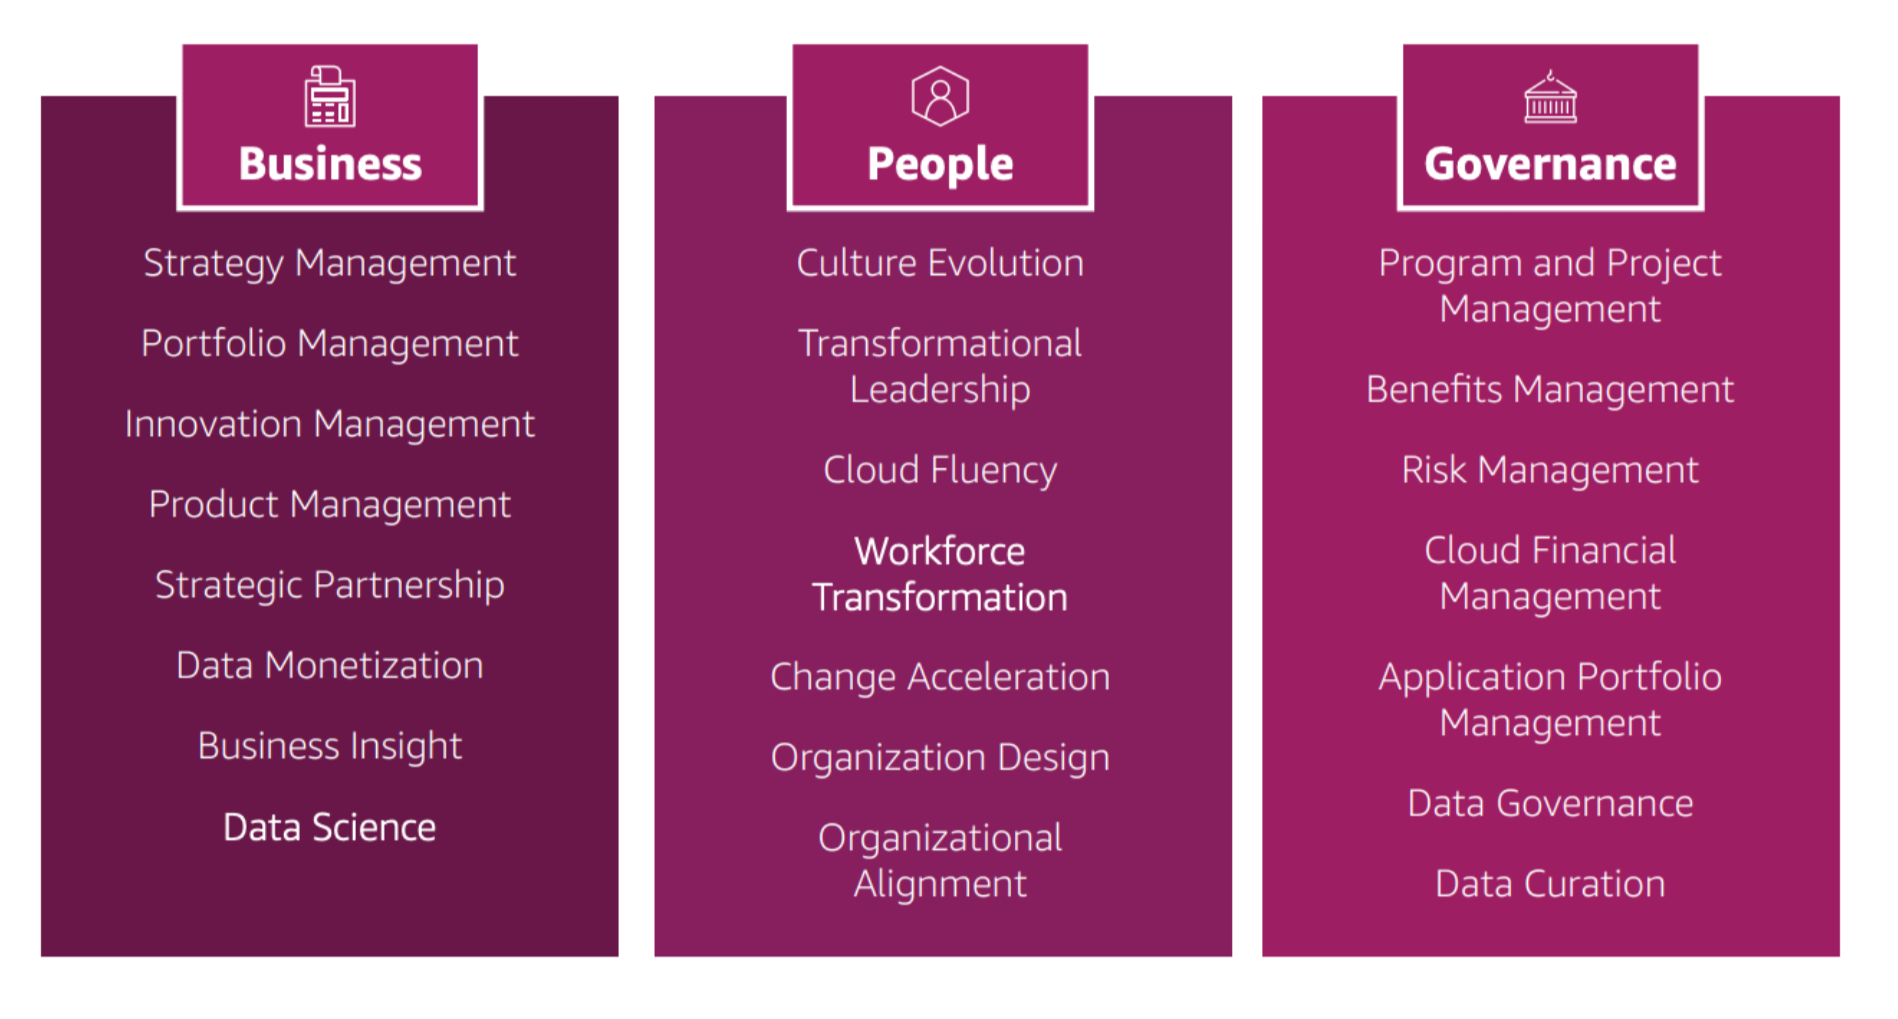 Business
Strategy Management
Portfolio Management
Innovation Management
Product Management
Strategic Partnership
Data Monetization
Business Insight
Data Science
People
Culture Evolution
Transformational
Leadership
Cloud Fluency
Workforce
Transformation
Change Acceleration
Organization Design
Organizational
Alignment
Governance
Program and Project
Management
Benefits Management
Risk Management
Cloud Financial
Management
Application Portfolio
Management
Data Governance
Data Curation